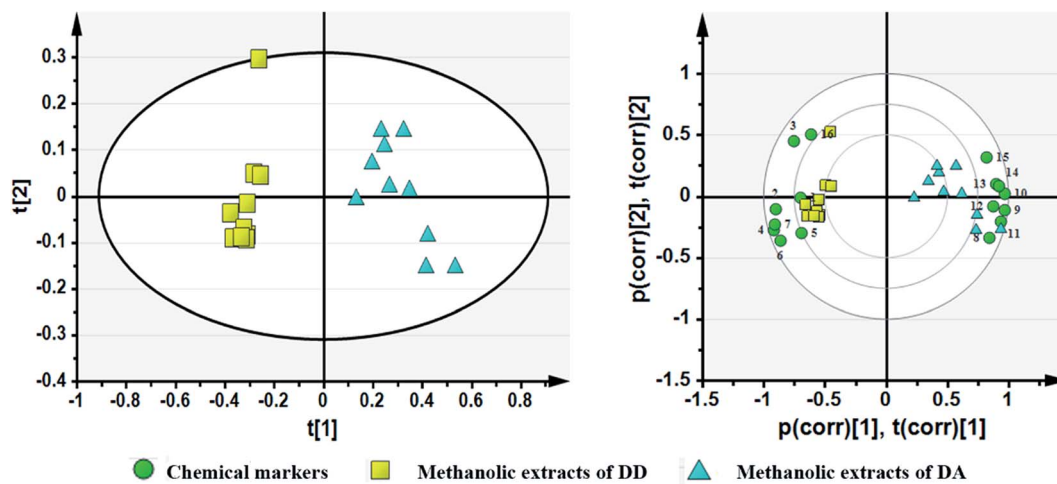 0.3
0.2
0.1
0
-0.1
-0.2
-0.3
-0.4
t[2]
-1 -0.8 -0.6 -0.4 -0.2 0 0.2 0.4 0.6 0.8
t[1]
1
0.5
0
-0.5
-1
-1.5
p(corr)[2], t(corr)[2]
3 16
15
14
13
2 1 10
12 9
7
4 5 8 11
6
-1.5 -1 -0.5 0 0.5 1
p(corr)[1], t(corr)[1]
Chemical markers Methanolic extracts of DD Methanolic extracts of DA